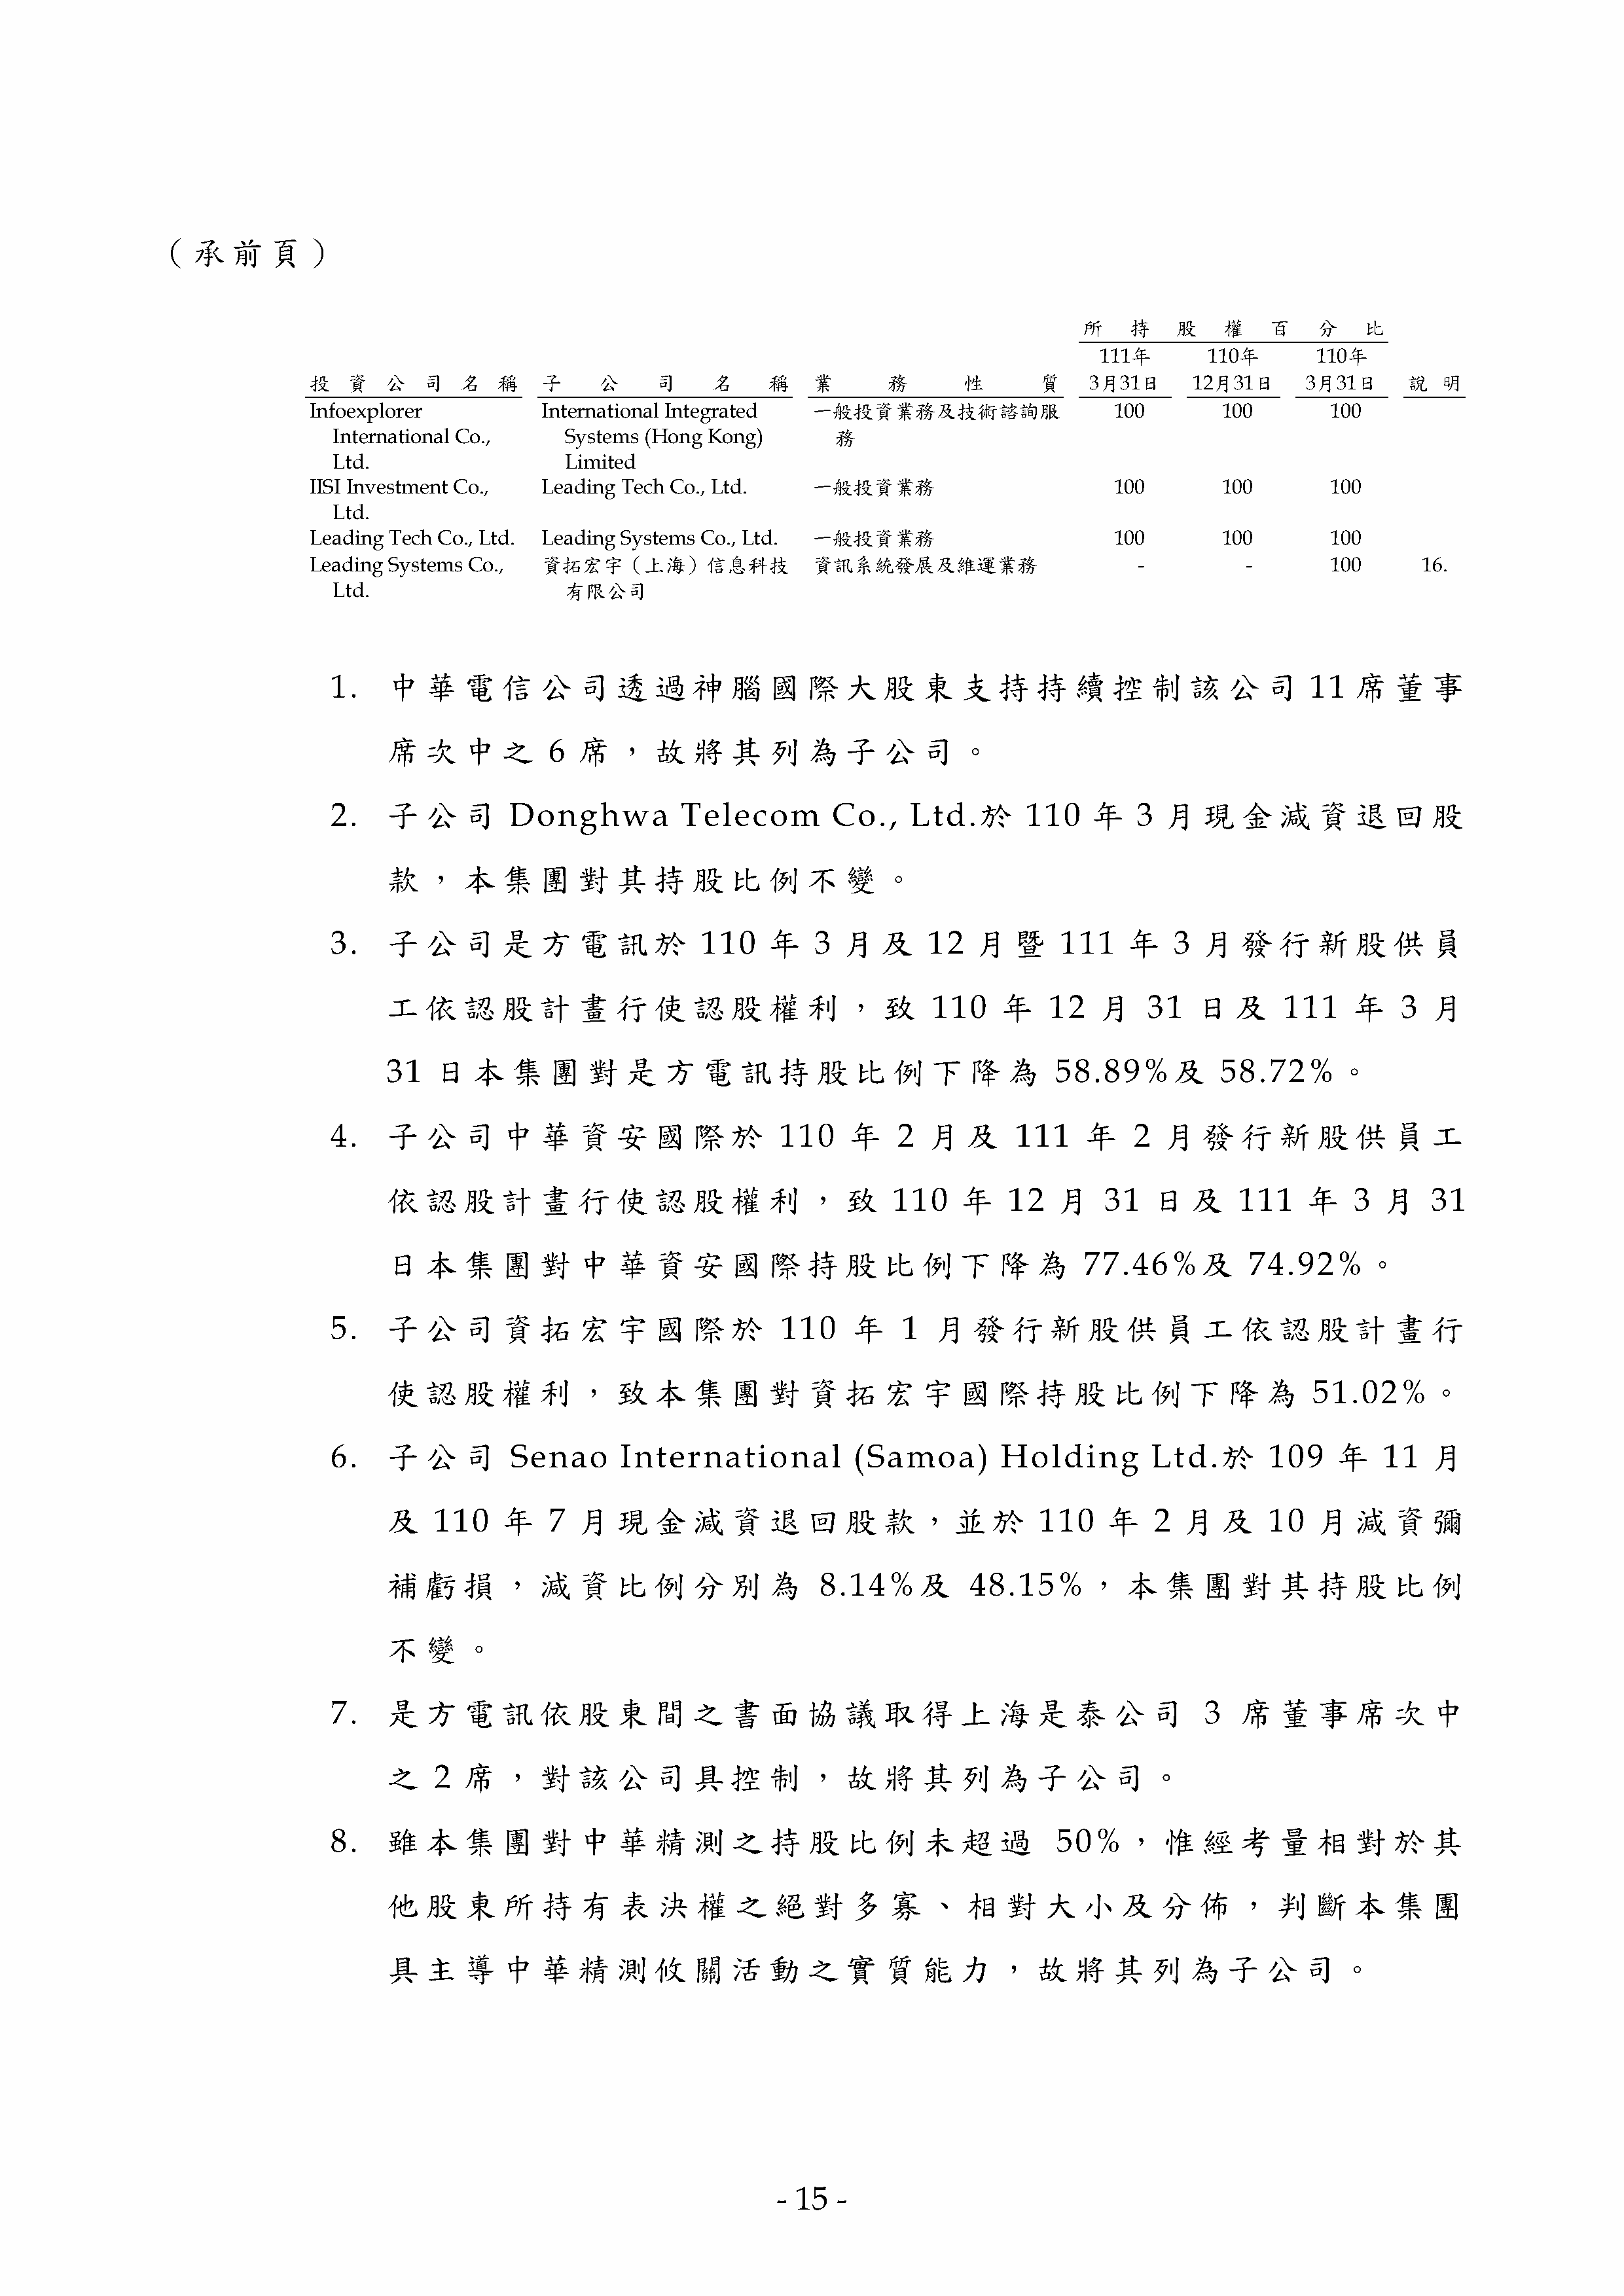 （承前頁）
所持股權百分比
111年 110年 110年
投資公司名稱 子公司名稱 業務性質 3月31日 12月31日 3月31日 說明
Infoexplorer International Integrated 一般投資業務及技術諮詢服 100 100 100
International Co., Systems (Hong Kong) 務
Ltd. Limited
IISI Investment Co., Leading Tech Co., Ltd. 一般投資業務 100 100 100
Ltd.
Leading Tech Co., Ltd. Leading Systems Co., Ltd. 一般投資業務 100 100 100
Leading Systems Co., 資拓宏宇（上海）信息科技 資訊系統發展及維運業務 - - 100 16.
Ltd. 有限公司
1. 中華電信公司透過神腦國際大股東支持持續控制該公司 11 席董事
席次中之 6 席，故將其列為子公司。
2. 子公司 Donghwa Telecom Co., Ltd.於 110 年 3 月現金減資退回股
款，本集團對其持股比例不變。
3. 子公司是方電訊於 110 年 3 月及 12 月暨 111 年 3 月發行新股供員
工依認股計畫行使認股權利，致 110 年 12 月 31 日及 111 年 3 月
31 日本集團對是方電訊持股比例下降為 58.89%及 58.72%。
4. 子公司中華資安國際於 110 年 2 月及 111 年 2 月發行新股供員工
依認股計畫行使認股權利，致 110 年 12 月 31 日及 111 年 3 月 31
日本集團對中華資安國際持股比例下降為 77.46%及 74.92%。
5. 子公司資拓宏宇國際於 110 年 1 月發行新股供員工依認股計畫行
使認股權利，致本集團對資拓宏宇國際持股比例下降為 51.02%。
6. 子公司 Senao International (Samoa) Holding Ltd.於 109 年 11 月
及 110 年 7 月現金減資退回股款，並於 110 年 2 月及 10 月減資彌
補虧損，減資比例分別為 8.14%及 48.15%，本集團對其持股比例
不變。
7. 是方電訊依股東間之書面協議取得上海是泰公司 3 席董事席次中
之 2 席，對該公司具控制，故將其列為子公司。
8. 雖本集團對中華精測之持股比例未超過 50%，惟經考量相對於其
他股東所持有表決權之絕對多寡、相對大小及分佈，判斷本集團
具主導中華精測攸關活動之實質能力，故將其列為子公司。
- 15 -